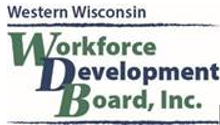 Western Wisconsin
Workforce
Development
Board, Inc.